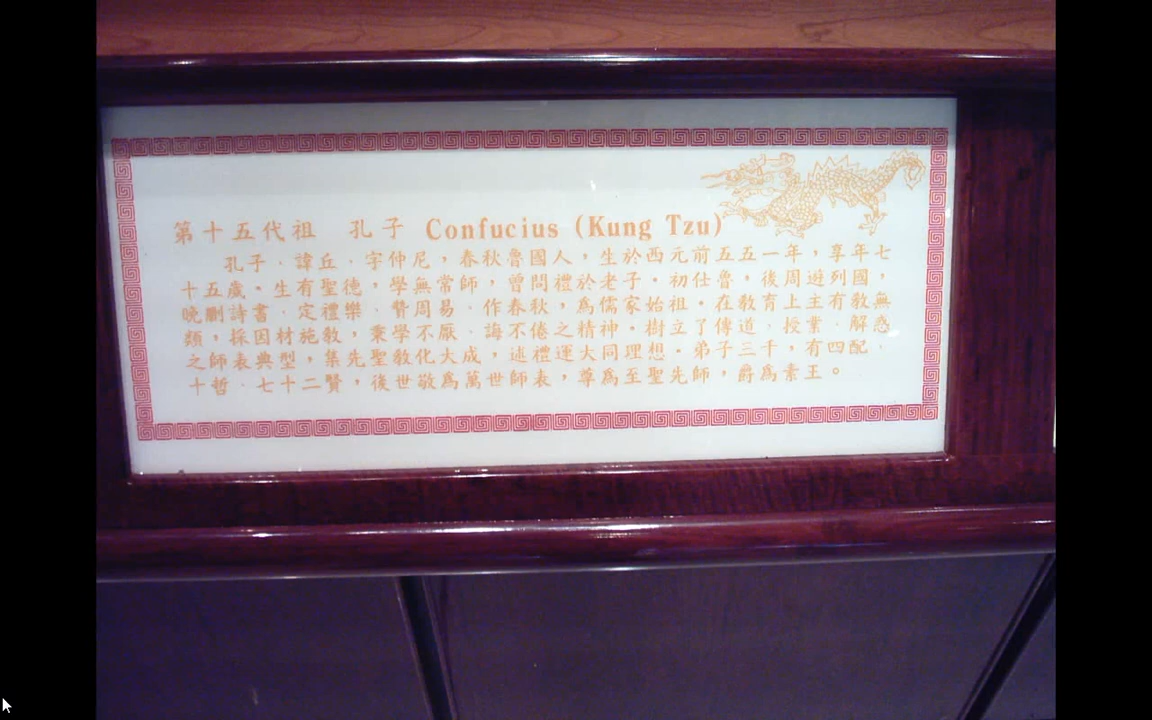 第十五代祖　孔子 Confucius (Kung Tzu)
孔子、諱丘、字仲尼，春秋魯國人，生於西元前五五一年，享年七
十五歲。生有聖德，學無常師，曾問禮於老子。初仕魯，後周遊列國，
晚刪詩書、定禮樂、贊周易、作春秋，為儒家始祖。在教育上主有教無
類，採因材施教，秉學不厭、誨不倦之精神。樹立了傳道、授業、解惑
之師表典型，集先聖教化大成，述禮運大同理想。弟子三千，有四配、
十哲、七十二賢，後世敬為萬世師表，尊為至聖先師，爵為素王。